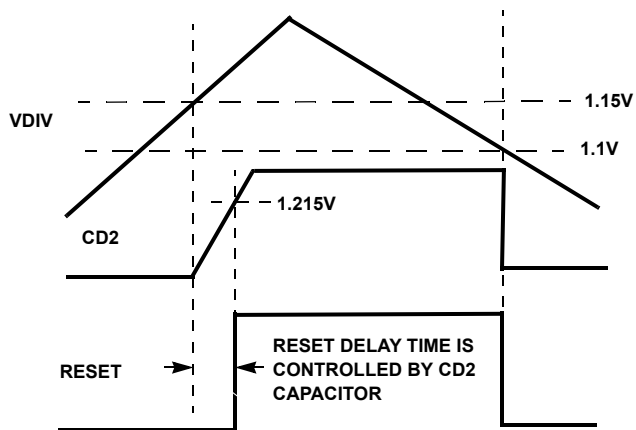 1.15V
VDIV
1.1V
1.215V
CD2
RESET DELAY TIME IS
RESET
CONTROLLED BY CD2
CAPACITOR